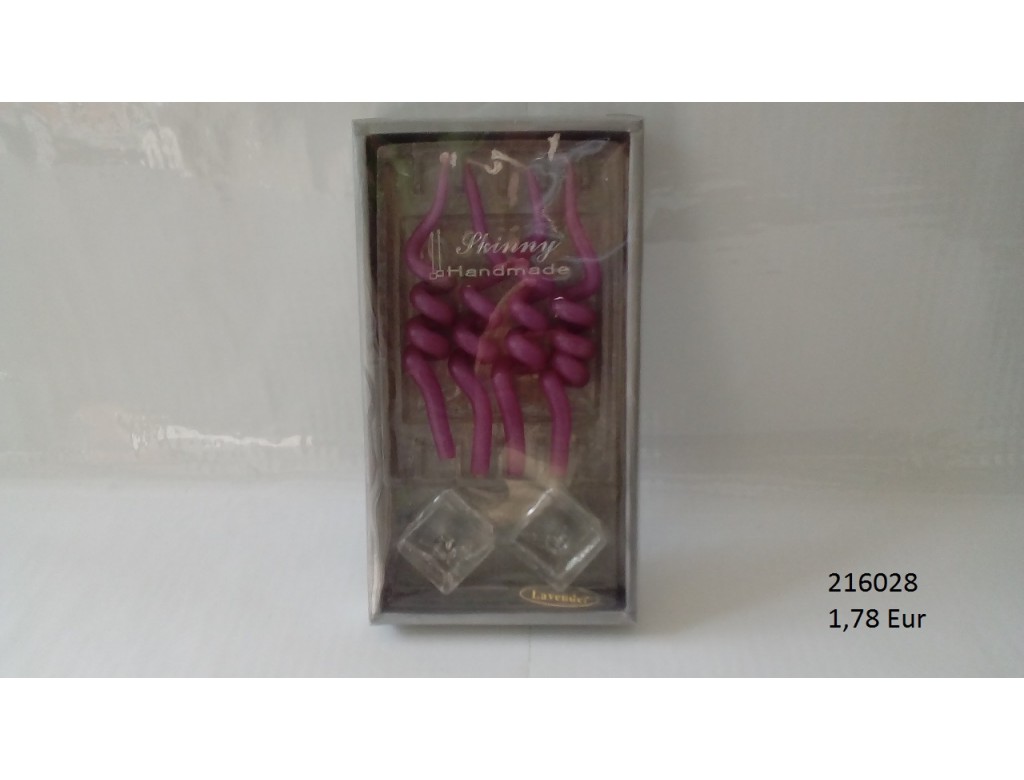 Skinny
Handmade
Lavender
216028
1,78 Eur